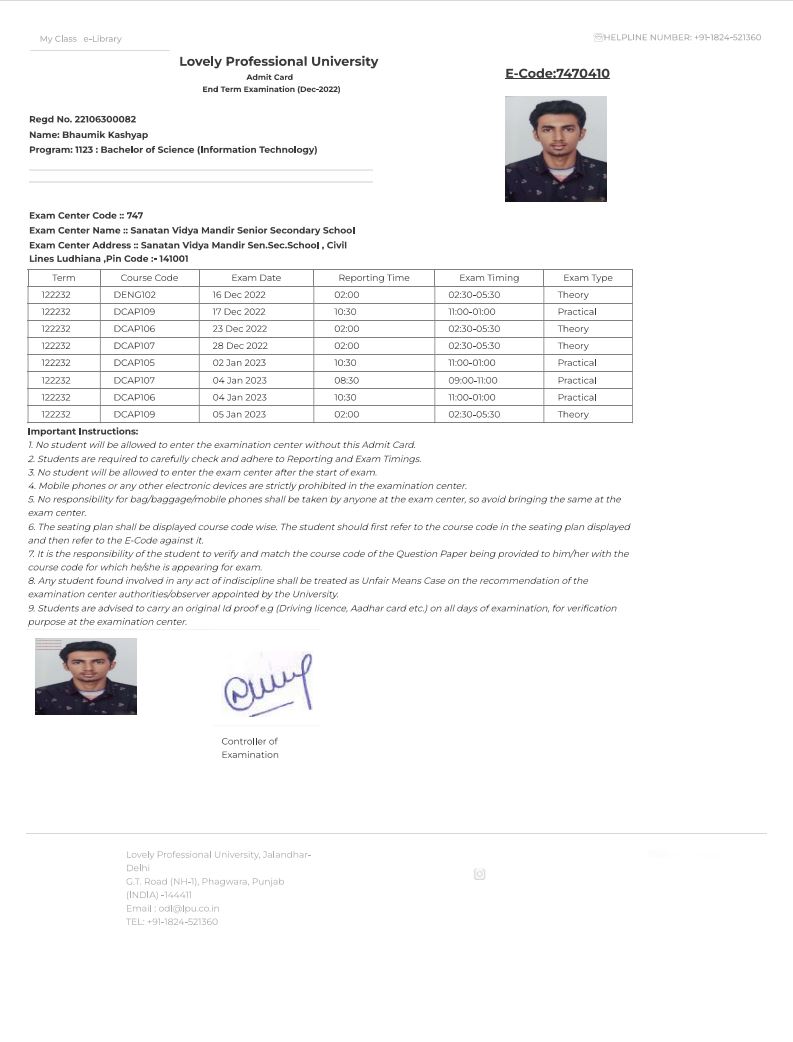 My Class e-Library
HELPLINE NUMBER: +91-1824-521360
Lovely Professional University
Admit Card
End Term Examination (Dec-2022)
E-Code:7470410
Regd No. 22106300082
Name: Bhaumik Kashyap
Program: 1123 : Bachelor of Science (Information Technology)
Exam Center Code :: 747
Exam Center Name :: Sanatan Vidya Mandir Senior Secondary School
Exam Center Address :: Sanatan Vidya Mandir Sen.Sec.School , Civil
Lines Ludhiana ,Pin Code :- 141001
Term Course Code Exam Date Reporting Time Exam Timing Exam Type
122232 DENG102 16 Dec 2022 02:00 02:30-05:30 Theory
122232 DCAP109 17 Dec 2022 10:30 11:00-01:00 Practical
122232 DCAP106 23 Dec 2022 02:00 02:30-05:30 Theory
122232 DCAP107 28 Dec 2022 02:00 02:30-05:30 Theory
122232 DCAP105 02 Jan 2023 10:30 11:00-01:00 Practical
122232 DCAP107 04 Jan 2023 08:30 09:00-11:00 Practical
122232 DCAP106 04 Jan 2023 10:30 11:00-01:00 Practical
122232 DCAP109 05 Jan 2023 02:00 02:30-05:30 Theory
Important Instructions:
1. No student will be allowed to enter the examination center without this Admit Card.
2. Students are required to carefully check and adhere to Reporting and Exam Timings.
3. No student will be allowed to enter the exam center after the start of exam.
4. Mobile phones or any other electronic devices are strictly prohibited in the examination center.
5. No responsibility for bag/baggage/mobile phones shall be taken by anyone at the exam center, so avoid bringing the same at the
exam center.
6. The seating plan shall be displayed course code wise. The student should first refer to the course code in the seating plan displayed
and then refer to the E-Code against it.
7. It is the responsibility of the student to verify and match the course code of the Question Paper being provided to him/her with the
course code for which he/she is appearing for exam.
8. Any student found involved in any act of indiscipline shall be treated as Unfair Means Case on the recommendation of the
examination center authorities/observer appointed by the University.
9. Students are advised to carry an original Id proof e.g (Driving licence, Aadhar card etc.) on all days of examination, for verification
purpose at the examination center.
Controller of
Examination
Lovely Professional University, Jalandhar-
Delhi
G.T. Road (NH-1), Phagwara, Punjab
(INDIA) -144411
Email : odl@lpu.co.in
TEL: +91-1824-521360